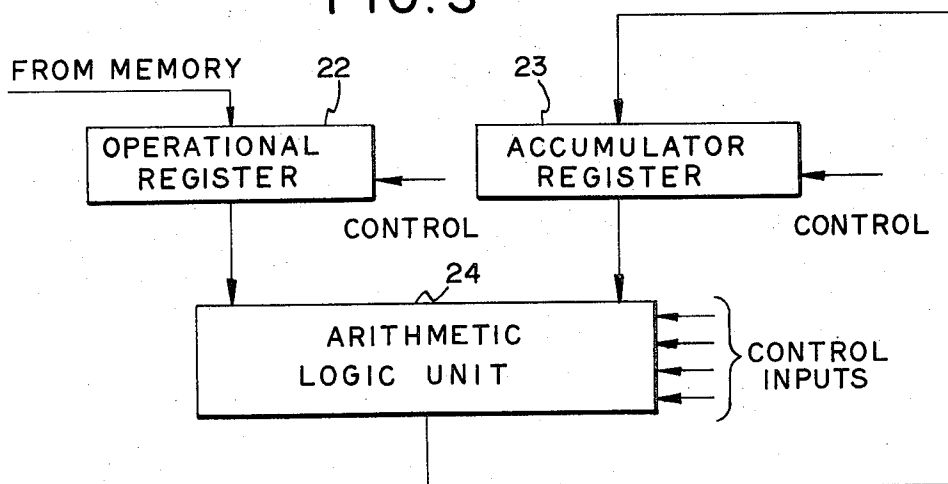 FROM MEMORY
22
23
OPERATIONAL
REGISTER
ACCUMULATOR
REGISTER
CONTROL
CONTROL
24
ARITHMETIC
LOGIC UNIT
CONTROL
INPUTS